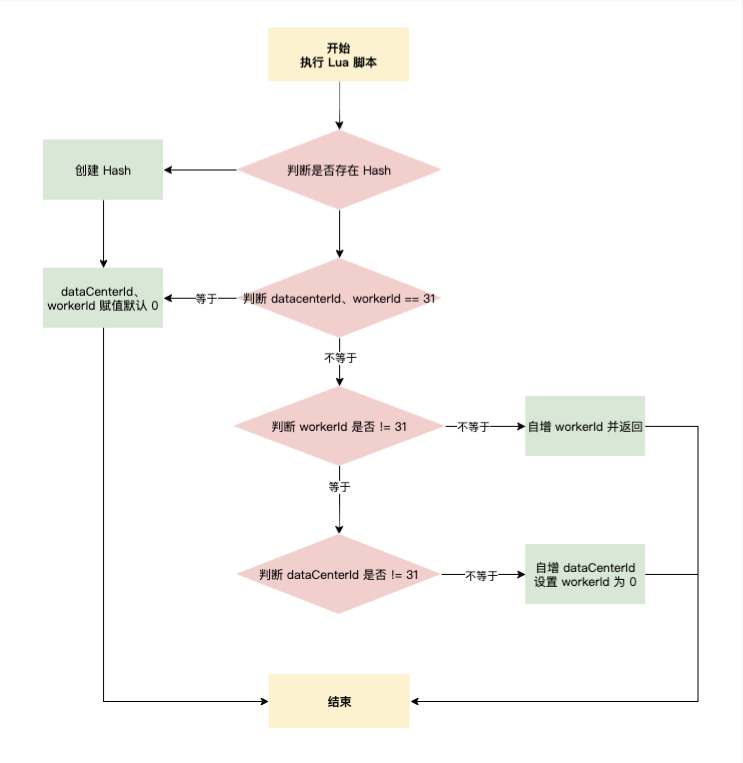 开始
执行 Lua 脚本
创建 Hash
判断是否存在 Hash
dataCenterId、
workerId 赋值默认 0
等于
判断 datacenterId、workerId == 31
不等于
判断 workerId 是否 != 31
不等于
自增 workerId 并返回
等于
判断 dataCenterId 是否 != 31
不等于
自增 dataCenterId
设置 workerId 为 0
结束